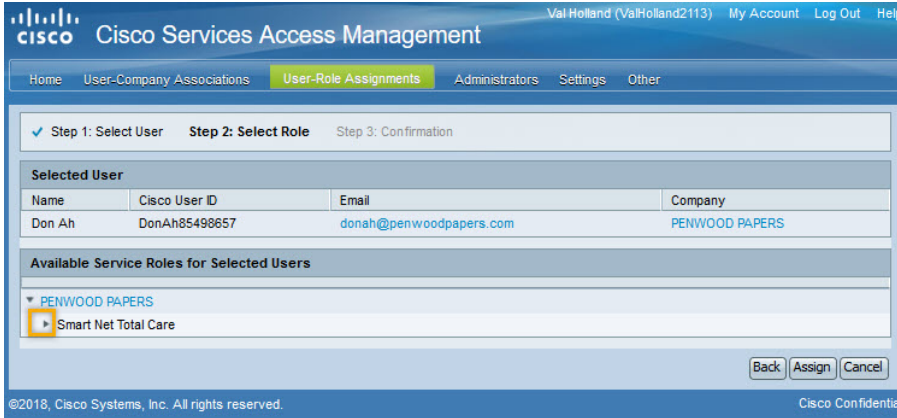 Val Holland (ValHolland2113) My Account Log Out Help
CISCO Cisco Services Access Management
Home User-Company Associations User-Role Assignments Administrators Settings Other
Step 1: Select User Step 2: Select Role Step 3: Confirmation
Selected User
Name Cisco User ID Email Company
Don Ah DonAh85498657 donah@penwoodpapers.com PENWOOD PAPERS
Available Service Roles for Selected Users
PENWOOD PAPERS
Smart Net Total Care
Back Assign Cancel
©2018, Cisco Systems, Inc. All rights reserved. Cisco Confidentia